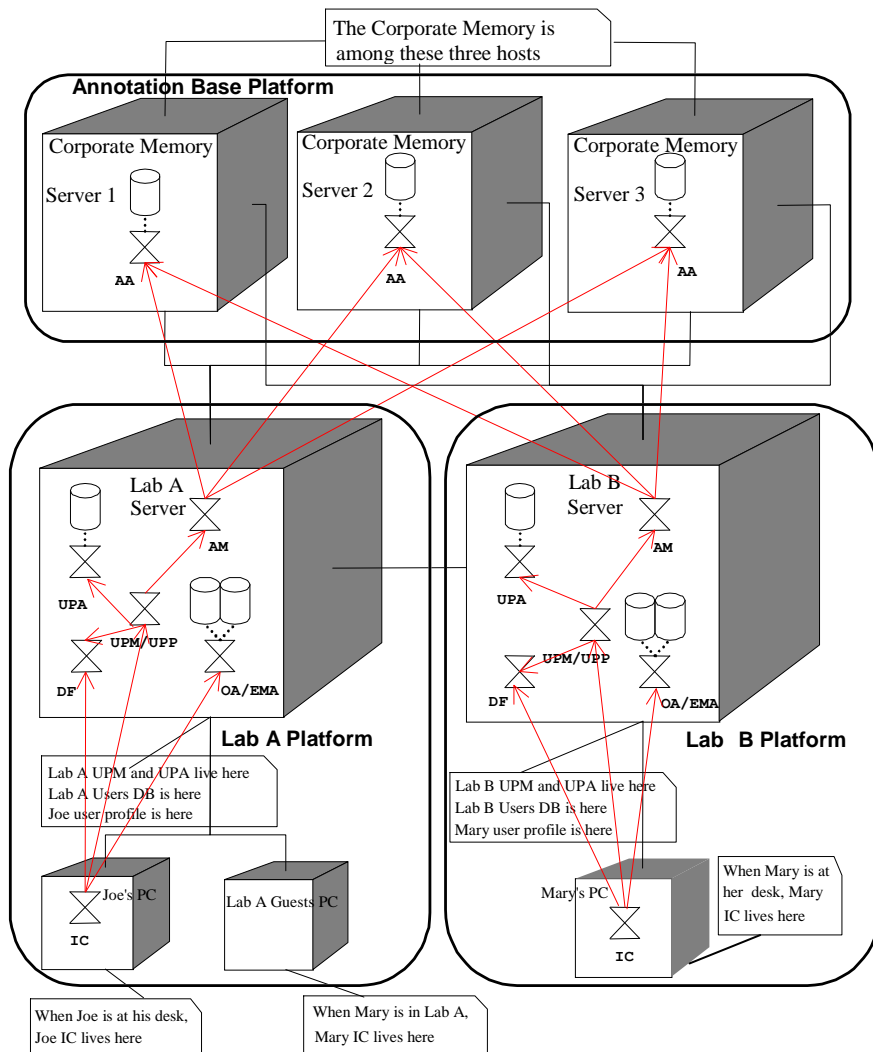 The Corporate Memory is
among these three hosts
Annotation Base Platform
Corporate Memory
Server 1
AA
Corporate Memory
Server 2
AA
Corporate Memory
Server 3
AA
Lab A
Server
AM
UPA
UPM/UPP
DF
OA/EMA
Lab A Platform
Lab B
Server
AM
UPA
UPM/UPP
DF
OA/EMA
Lab B Platform
Lab A UPM and UPA live here
Lab A Users DB is here
Joe user profile is here
Lab B UPM and UPA live here
Lab B Users DB is here
Mary user profile is here
Joe's PC
IC
Lab A Guests PC
Mary's PC
IC
When Mary is at
her desk, Mary
IC lives here
When Joe is at his desk,
Joe IC lives here
When Mary is in Lab A,
Mary IC lives here